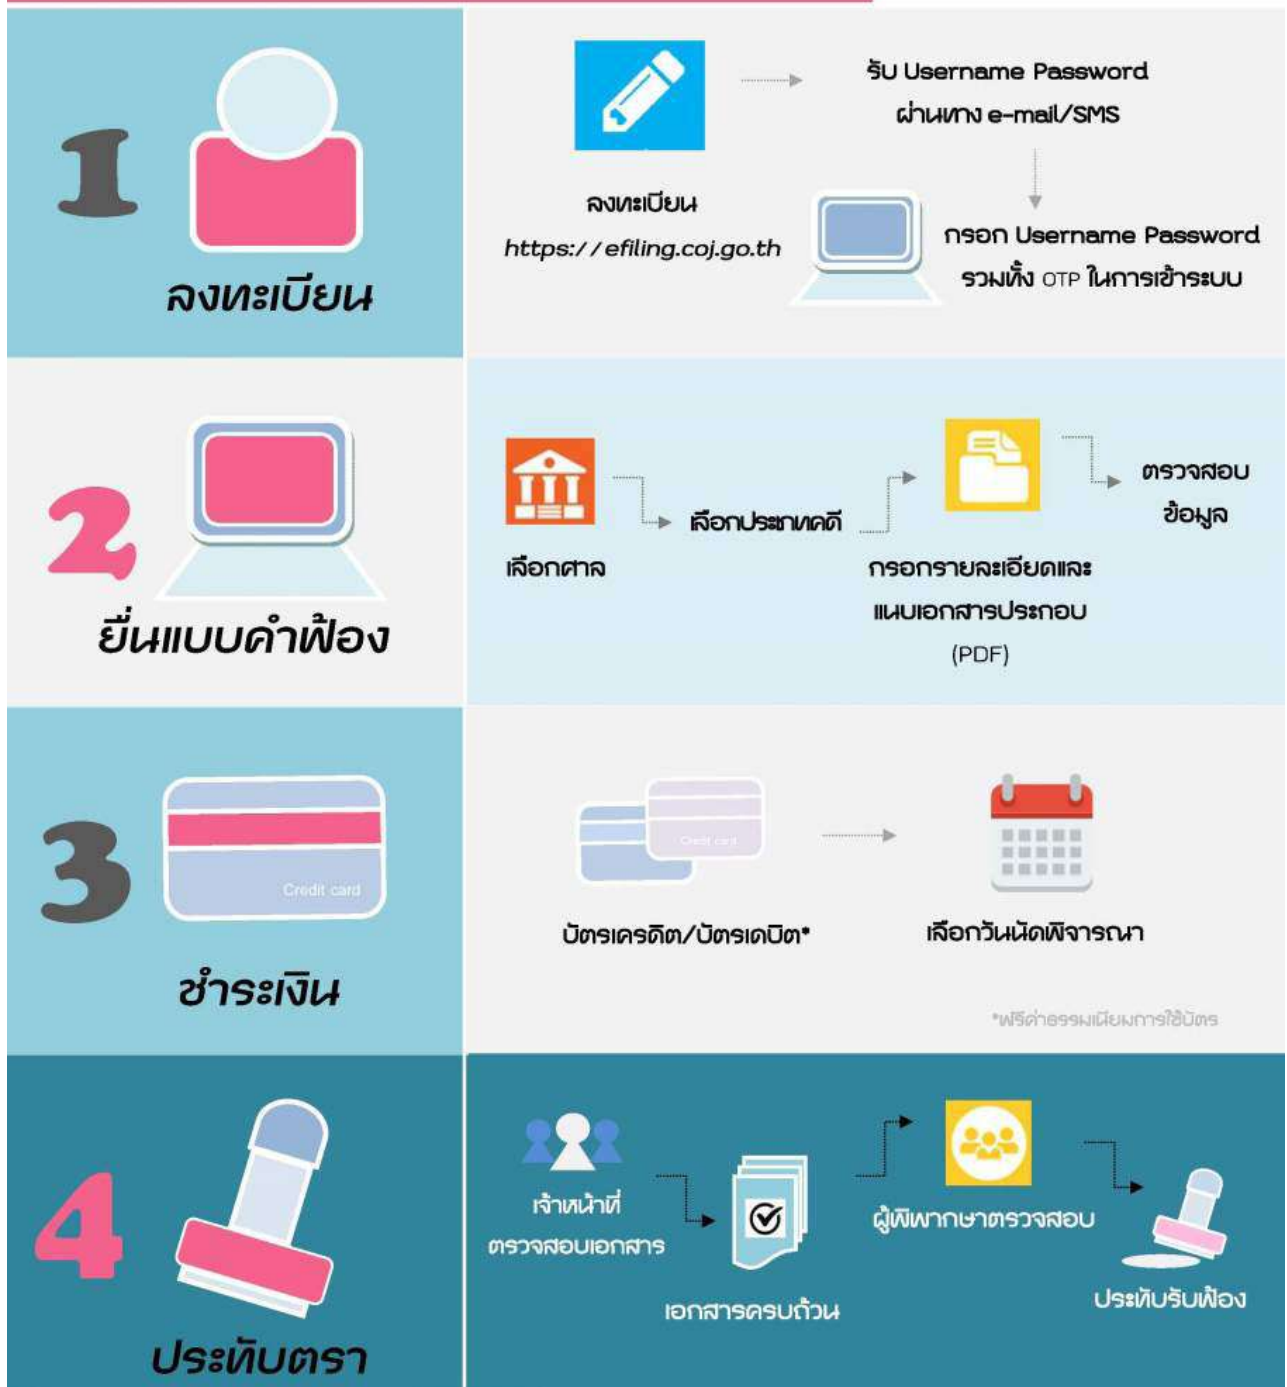 1
ลงทะเบียน
ลงทะเบียน
https://efiling.coj.go.th
รับ Username Password
ผ่านทาง e-mail/SMS
กรอก Username Password
รวมทั้ง OTP ในการเข้าระบบ
2
ยื่นแบบคำฟ้อง
เลือกศาล
เลือกประเภทคดี
กรอกรายละเอียดและ
แนบเอกสารประกอบ
(PDF)
ตรวจสอบ
ข้อมูล
3
Credit card
ชำระเงิน
Credit card
บัตรเครดิต/บัตรเดบิต*
เลือกวันนัดพิจารณา
*ฟรีค่าธรรมเนียมการใช้บัตร
4
ประทับตรา
เจ้าหน้าที่
ตรวจสอบเอกสาร
เอกสารครบถ้วน
ผู้พิพากษาตรวจสอบ
ประทับรับฟ้อง